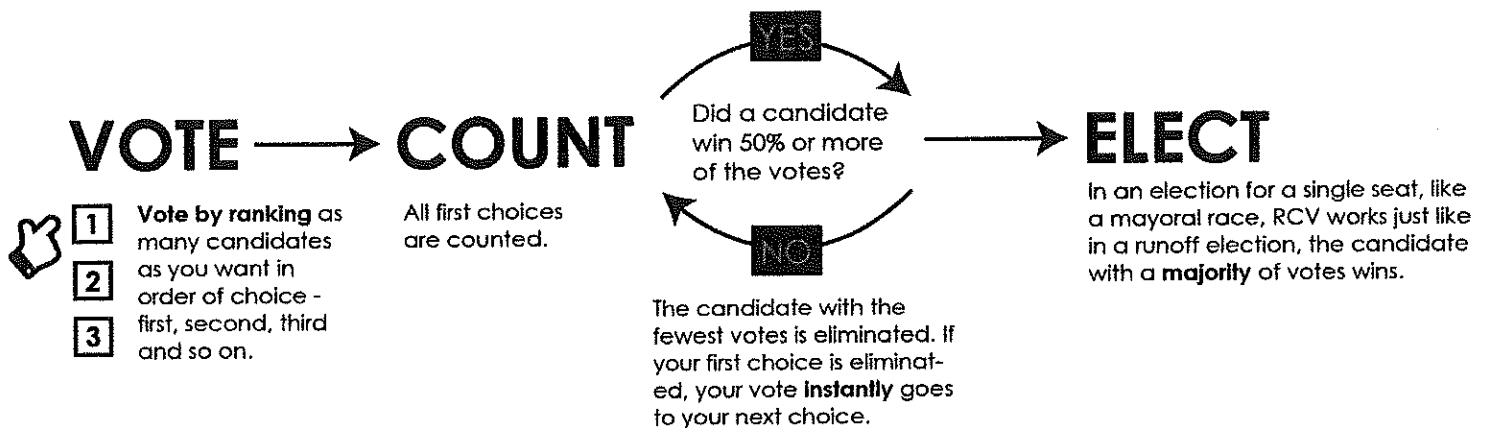 VOTE
1
2
3
Vote by ranking as
many candidates
as you want in
order of choice -
first, second, third
and so on.
COUNT
All first choices
are counted.
YES
Did a candidate
win 50% or more
of the votes?
NO
The candidate with the
fewest votes is eliminated. If
your first choice is eliminat-
ed, your vote instantly goes
to your next choice.
ELECT
In an election for a single seat, like
a mayoral race, RCV works just like
in a runoff election, the candidate
with a majority of votes wins.